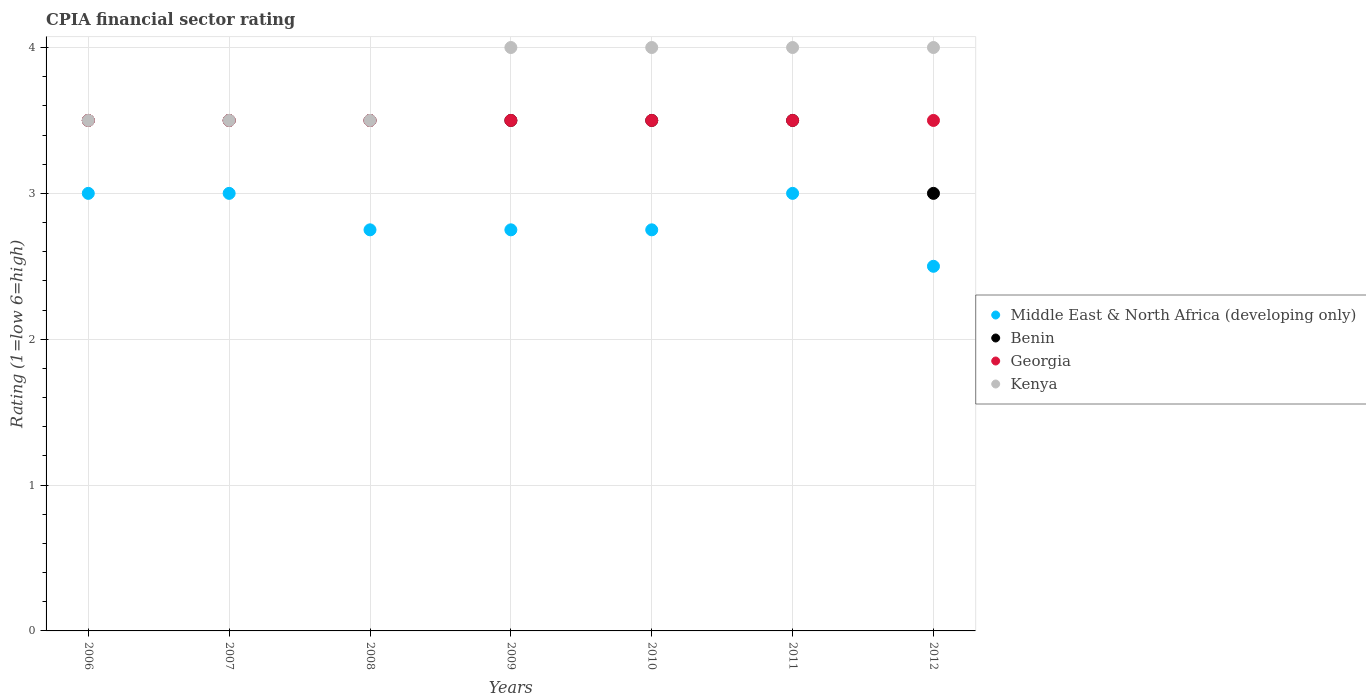 CPIA financial sector rating
Rating (1=low 6=high)
4
3
2
1
0
2006
2007
2008
2009
2010
2011
2012
Years
Middle East & North Africa (developing only)
Benin
Georgia
Kenya